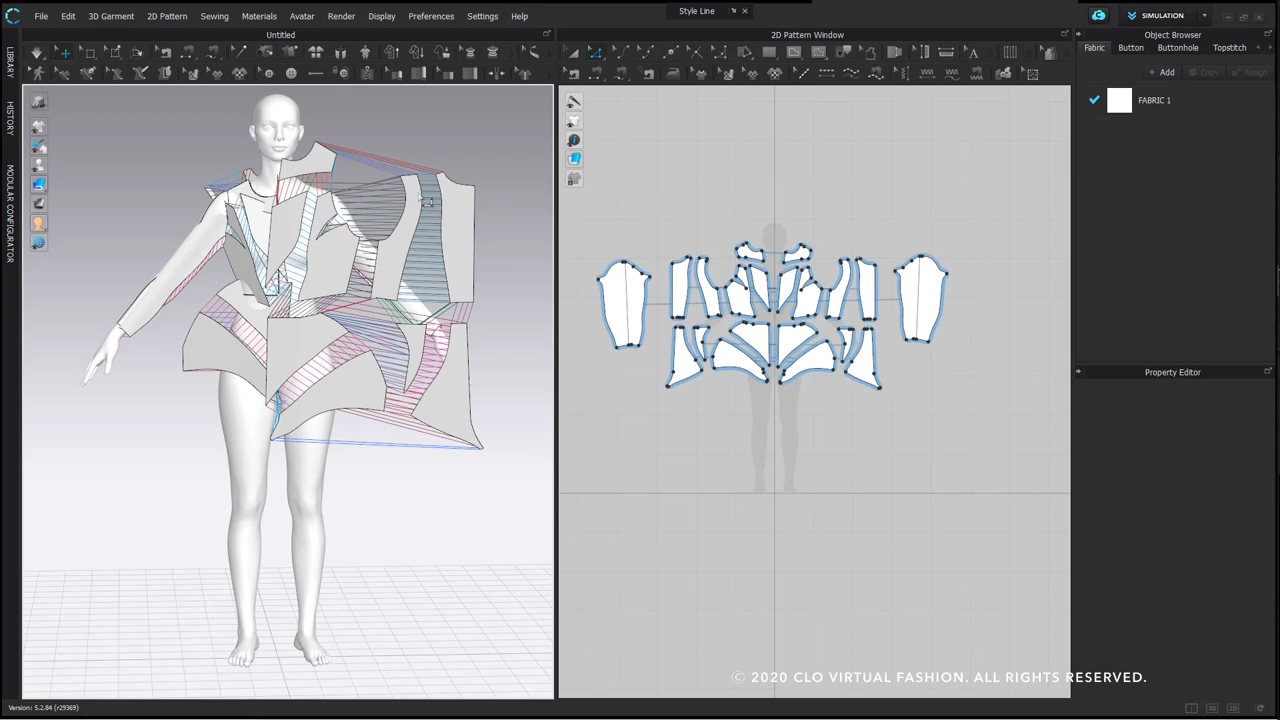 Style Line
File Edit 3D Garment 2D Pattern Sewing Materials Avatar Render Display Preferences Settings Help
SIMULATION
Untitled
2D Pattern Window
Object Browser
Fabric Button Buttonhole Topstitch
+ Add Copy Assign
FABRIC 1
LIBRARY
HISTORY
MODULAR CONFIGURATOR
Property Editor
© 2020 CLO VIRTUAL FASHION. ALL RIGHTS RESERVED.
Version: 5.2.84 (r29369)
3D 2D